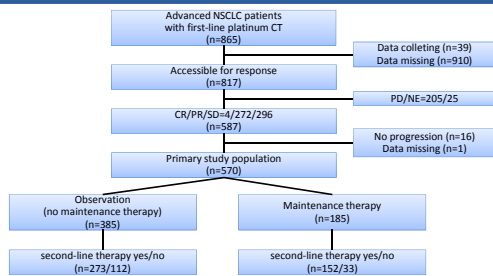 Advanced NSCLC patients
with first-line platinum CT
(n=865)
Data colleting (n=39)
Data missing (n=910)
Accessible for response
(n=817)
PD/NE=205/25
CR/PR/SD=4/272/296
(n=587)
No progression (n=16)
Data missing (n=1)
Primary study population
(n=570)
Observation
(no maintenance therapy)
(n=385)
Maintenance therapy
(n=185)
second-line therapy yes/no
(n=273/112)
second-line therapy yes/no
(n=152/33)